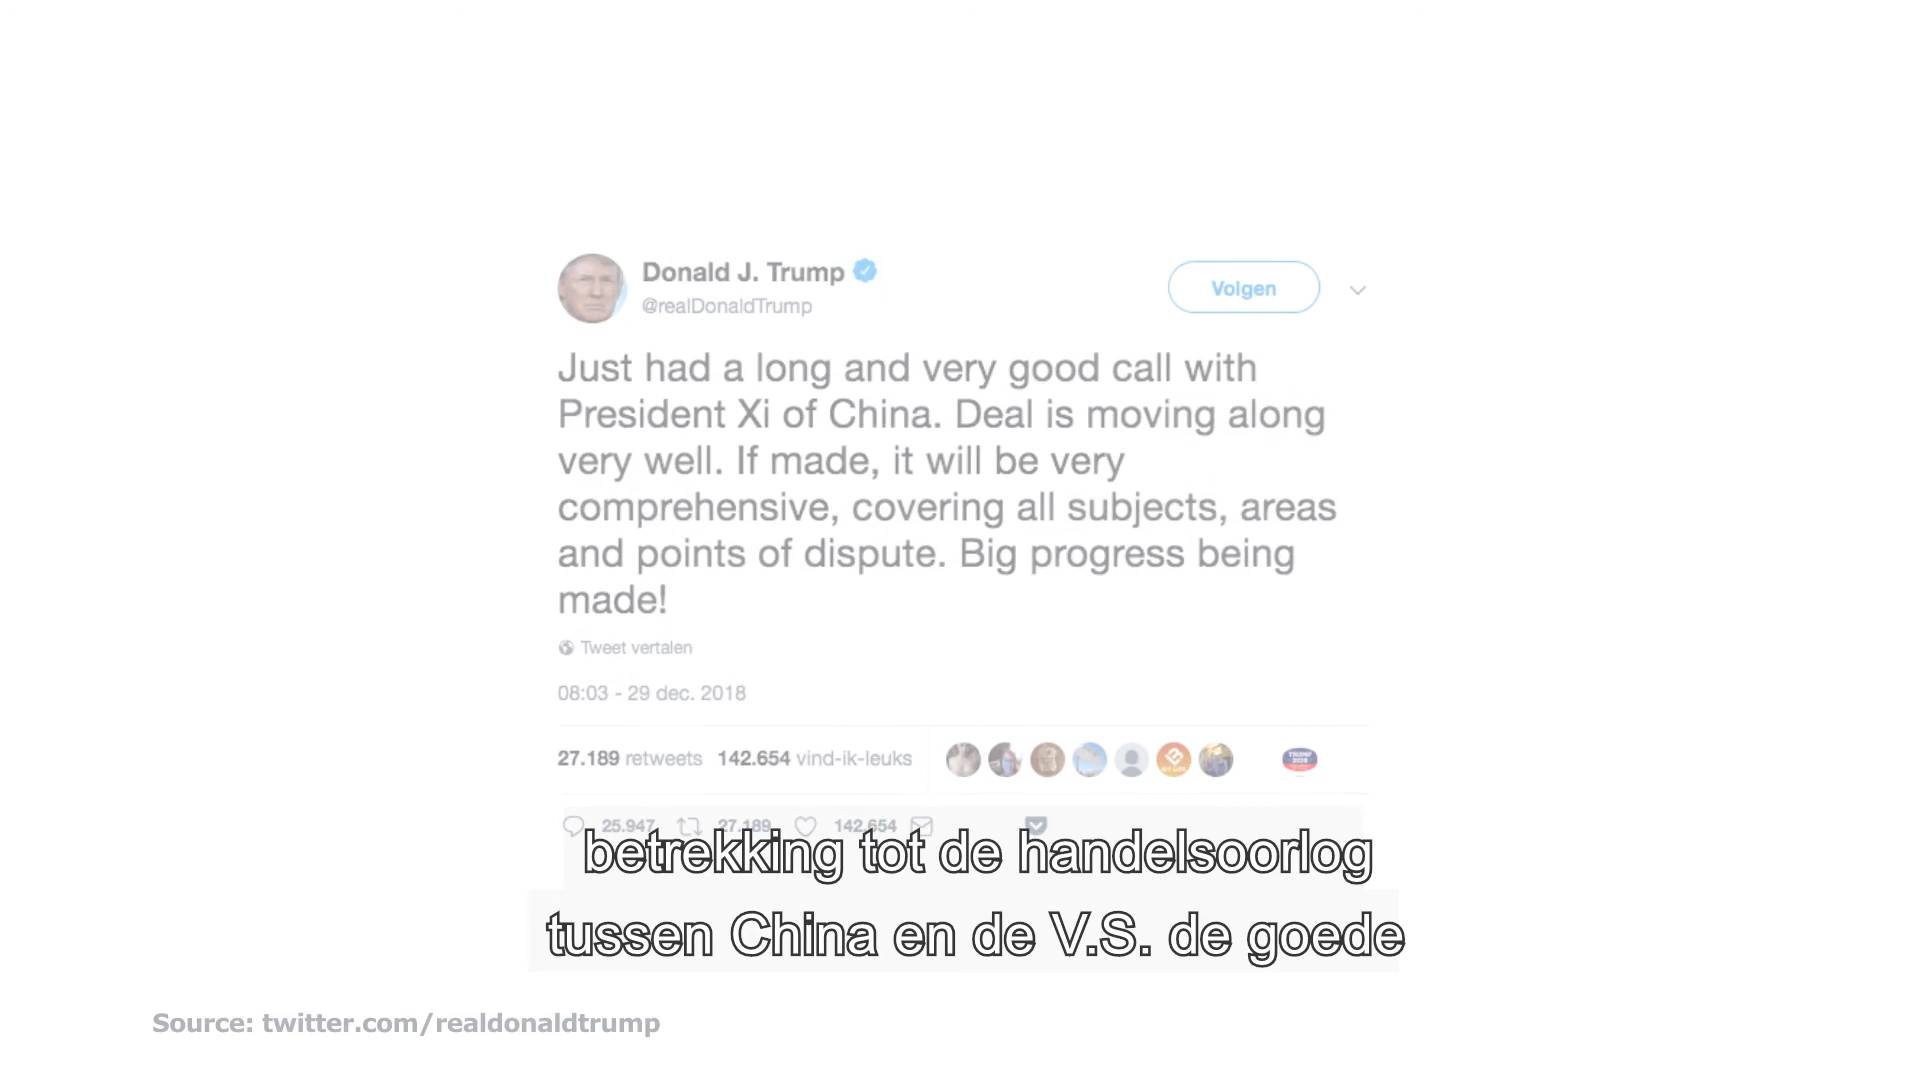 Donald J. Trump
@realDonaldTrump
Volgen
Just had a long and very good call with
President Xi of China. Deal is moving along
very well. If made, it will be very
comprehensive, covering all subjects, areas
and points of dispute. Big progress being
made!
Tweet vertalen
08:03 - 29 dec. 2018
27.189 retweets 142.654 vind-ik-leuks
TRUMP
2020
25.947 27.189 142.654
betrekking tot de handelsoorlog
tussen China en de V.S. de goede
Source: twitter.com/realdonaldtrump